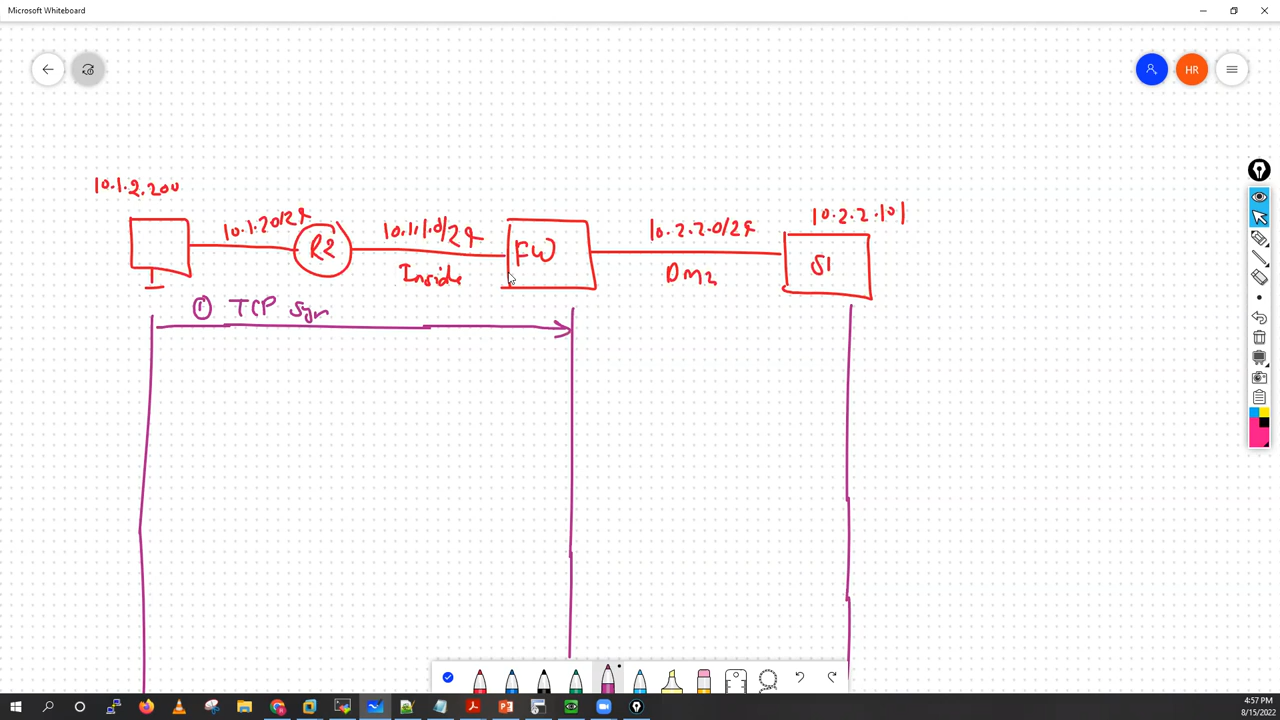 Microsoft Whiteboard
HR
10.1.2.200
10.1.20/24
R2
10.1.1.0/24
Inside
FW
10.2.2.0/24
DMZ
10.2.2.101
S1
① TCP Syn
4:57 PM
8/15/2022